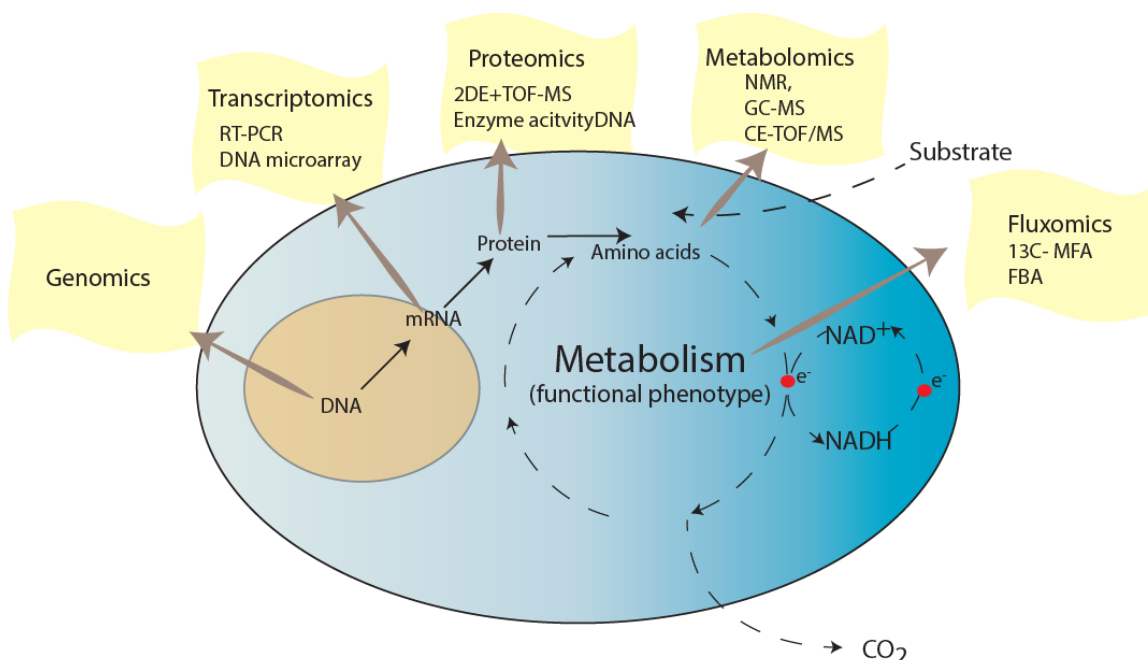 Proteomics
2DE+TOF-MS
Enzyme acitvityDNA
Metabolomics
NMR,
GC-MS
CE-TOF/MS
Transcriptomics
RT-PCR
DNA microarray
Substrate
Fluxomics
13C- MFA
FBA
Genomics
Protein
Amino acids
mRNA
DNA
Metabolism
(functional phenotype)
NAD+
e-
e-
NADH
CO2